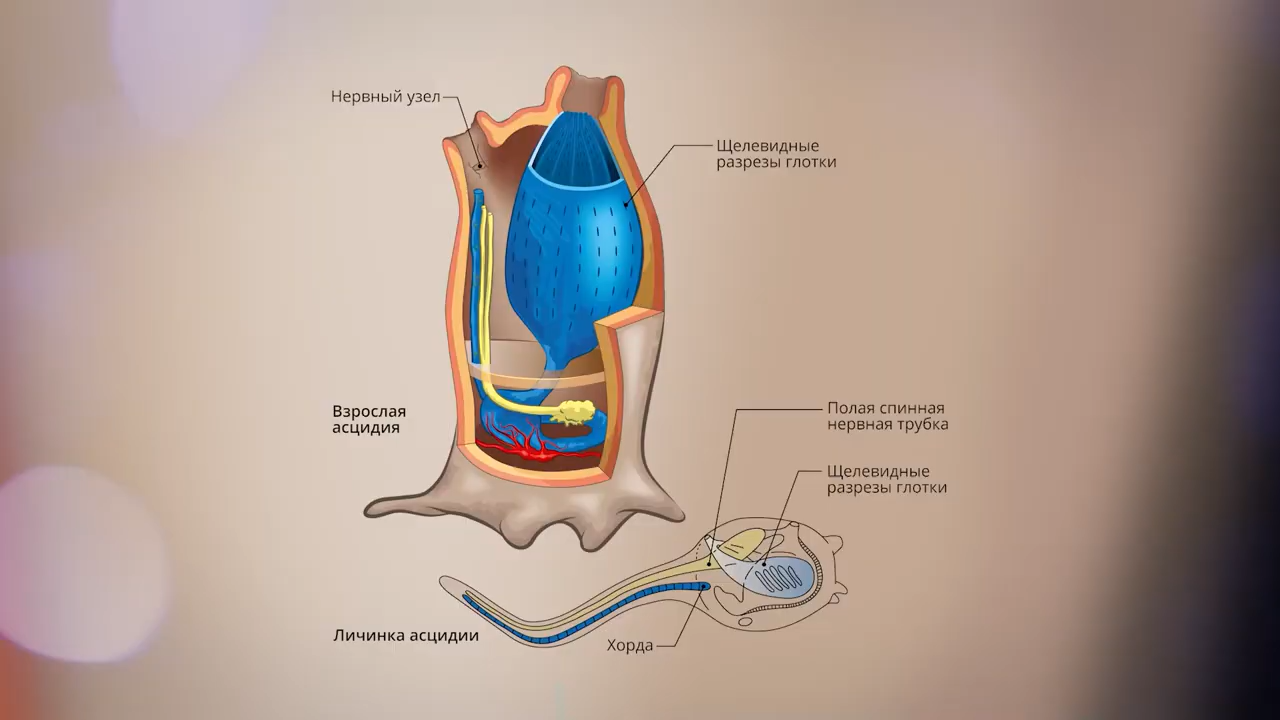 Нервный узел
Щелевидные
разрезы глотки
Взрослая
асцидия
Полая спинная
нервная трубка
Щелевидные
разрезы глотки
Личинка асцидии
Хорда